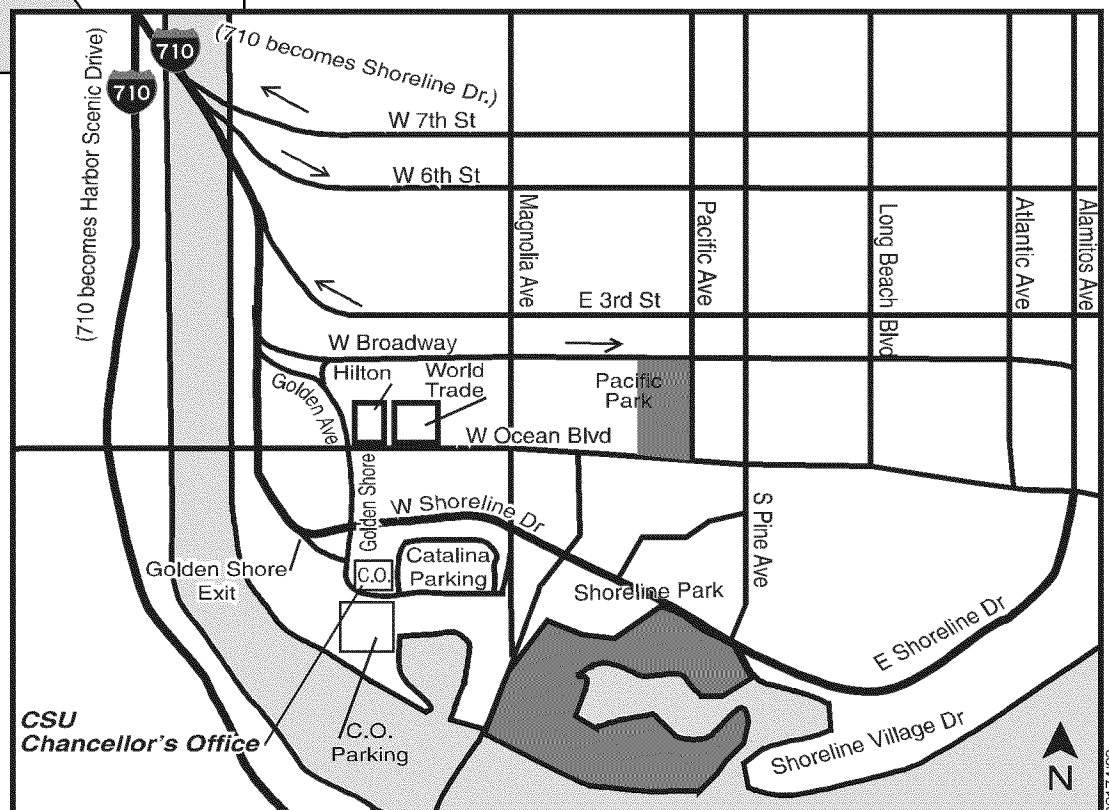 710
(710 becomes Shoreline Dr.)
710
(710 becomes Harbor Scenic Drive)
W 7th St
W 6th St
Magnolia Ave
Pacific Ave
Long Beach Blvd
Atlantic Ave
Alamitos Ave
E 3rd St
W Broadway
Hilton
World
Trade
Pacific
Park
Golden Ave
W Ocean Blvd
Golden Shore
W Shoreline Dr
S Pine Ave
Catalina
Parking
C.O.
Golden Shore
Exit
Shoreline Park
E Shoreline Dr
CSU
Chancellor's Office
C.O.
Parking
Shoreline Village Dr
N